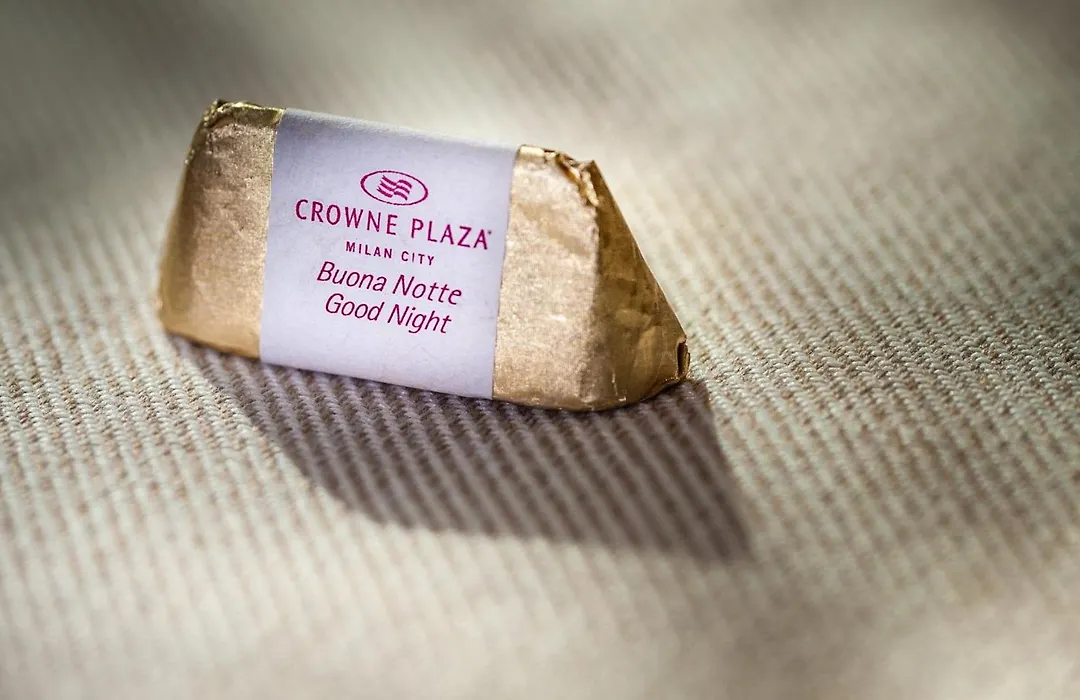 CROWNE PLAZA
MILAN CITY
Buona Notte
Good Night